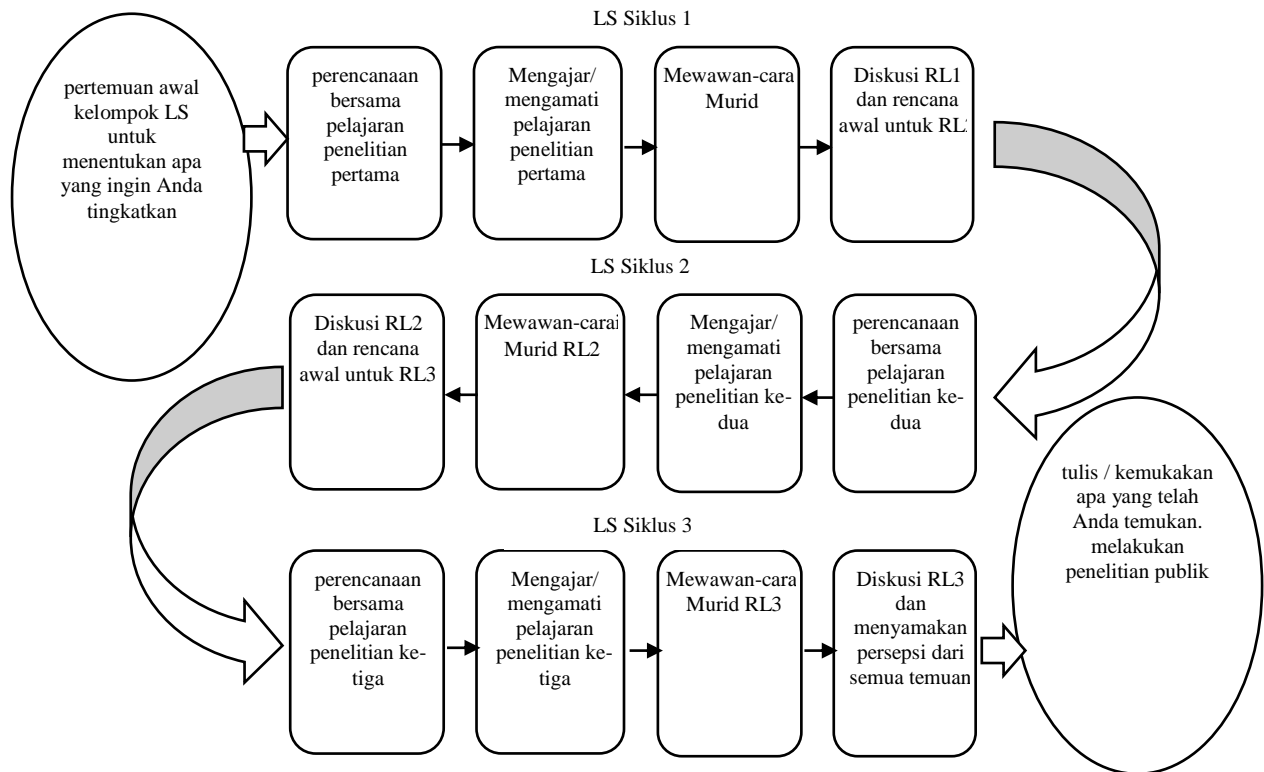 LS Siklus 1
pertemuan awal
kelompok LS
untuk
menentukan apa
yang ingin Anda
tingkatkan
perencanaan
bersama
pelajaran
penelitian
pertama
Mengajar/
mengamati
pelajaran
penelitian
pertama
Mewawan-cara
Murid
Diskusi RL1
dan rencana
awal untuk
LS Siklus 2
perencanaan
bersama
pelajaran
penelitian ke-
dua
Mengajar/
mengamati
pelajaran
penelitian ke-
dua
Mewawan-carai
Murid RL2
Diskusi RL2
dan rencana
awal untuk RL3
LS Siklus 3
perencanaan
bersama
pelajaran
penelitian ke-
tiga
Mengajar/
mengamati
pelajaran
penelitian ke-
tiga
Mewawan-cara
Murid RL3
Diskusi RL3
dan
menyamakan
persepsi dari
semua temuan
tulis / kemukakan
apa yang telah
Anda temukan.
melakukan
penelitian publik